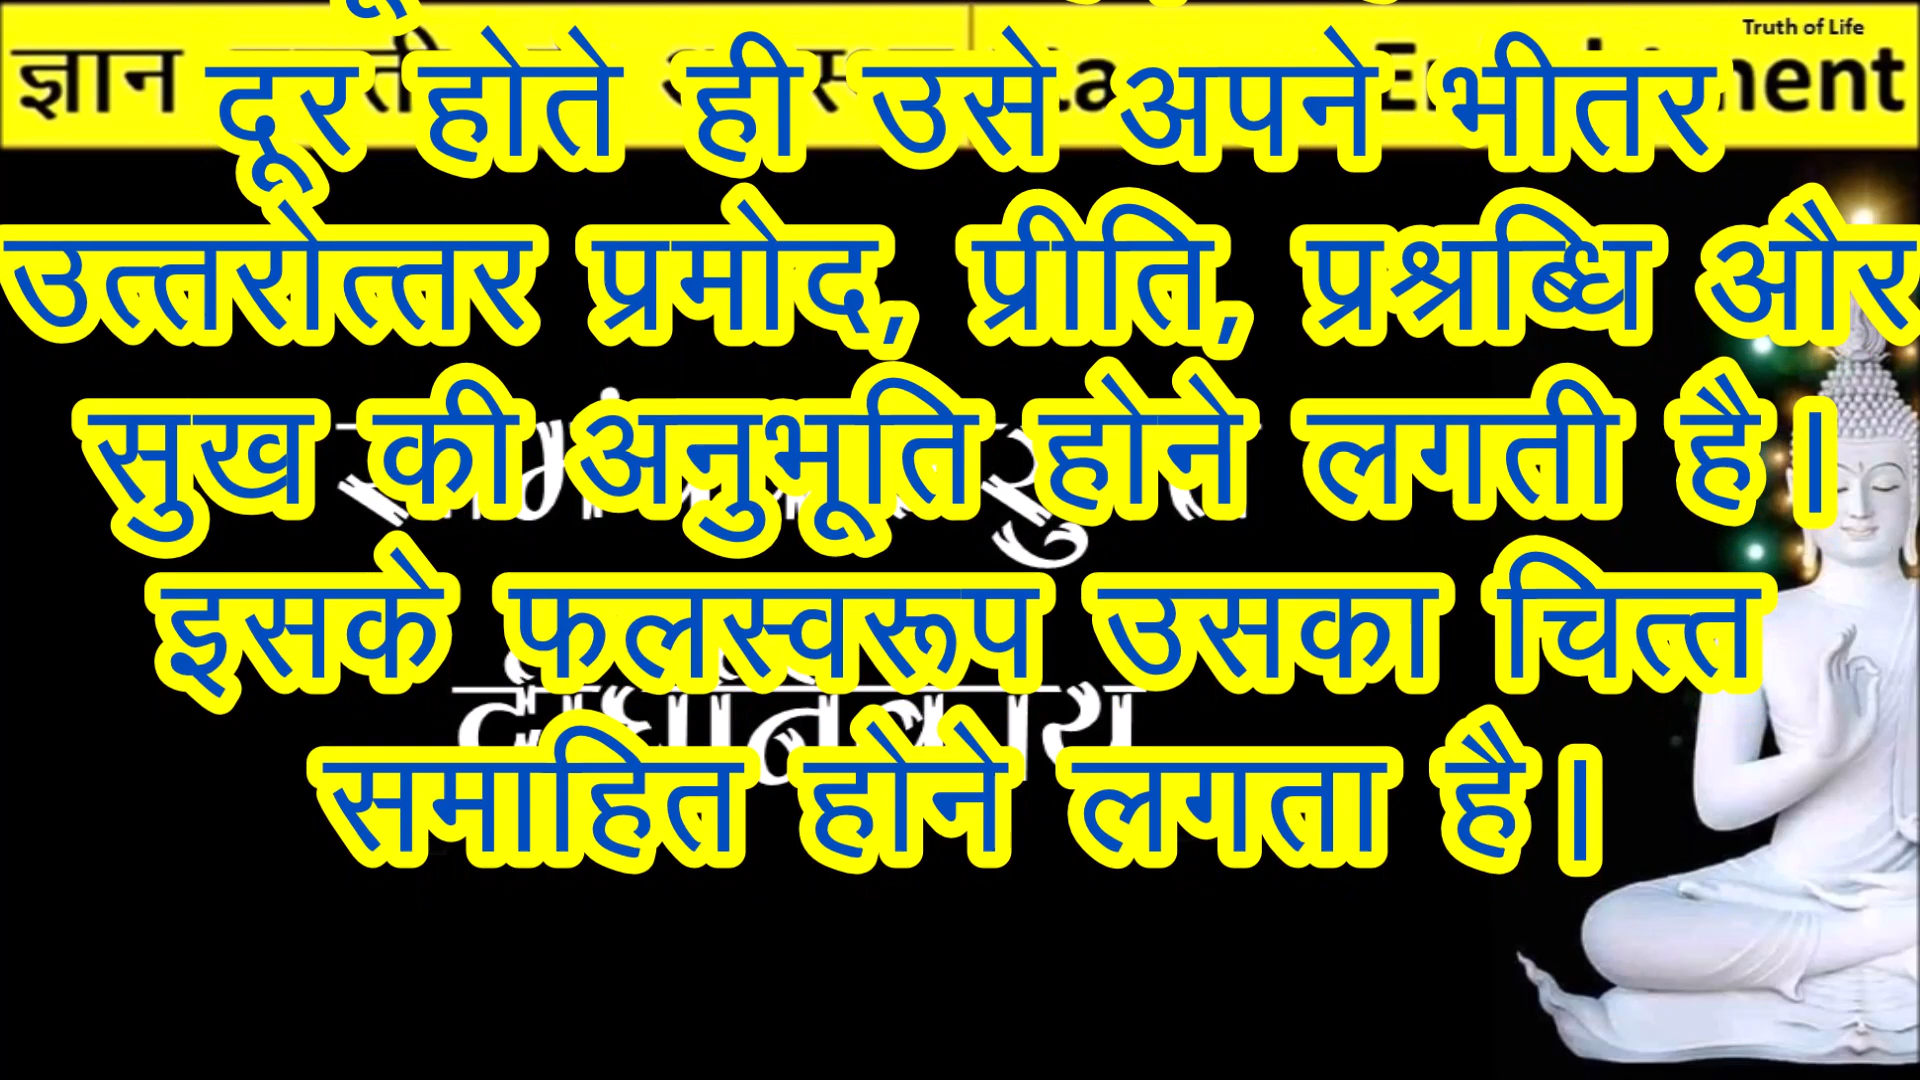 Truth of Life
ज्ञान
दूर होते ही उसे अपने भीतर
उत्तरोत्तर प्रमोद, प्रीति, प्रश्रब्धि और
सुख की अनुभूति होने लगती है।
इसके फलस्वरूप उसका चित्त
दीघनिकाय
समाहित होने लगता है।